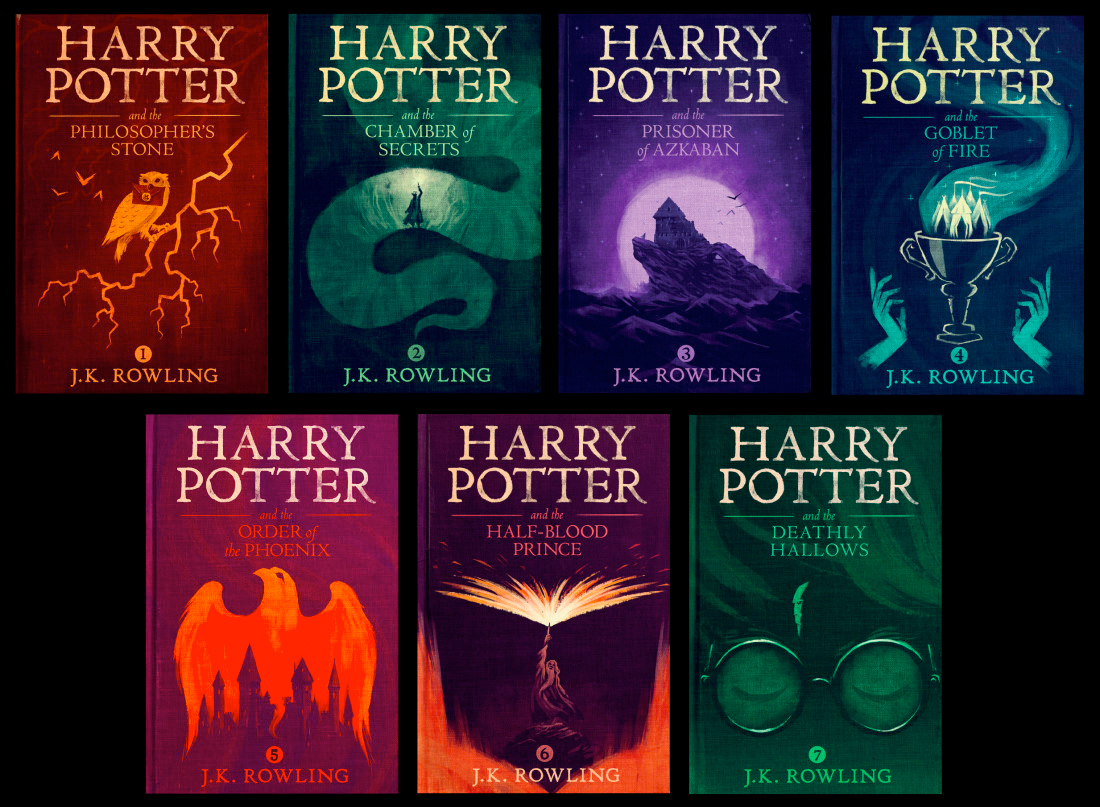 HARRY
POTTER
and the
PHILOSOPHER'S
STONE
1
J.K. ROWLING
HARRY
POTTER
and the
CHAMBER of
SECRETS
2
J.K. ROWLING
HARRY
POTTER
and the
PRISONER
of AZKABAN
3
J.K. ROWLING
HARRY
POTTER
and the
GOBLET
of FIRE
4
J.K. ROWLING
HARRY
POTTER
and the
ORDER of
the PHOENIX
5
J.K. ROWLING
HARRY
POTTER
and the
HALF-BLOOD
PRINCE
6
J.K. ROWLING
HARRY
POTTER
and the
DEATHLY
HALLOWS
7
J.K. ROWLING